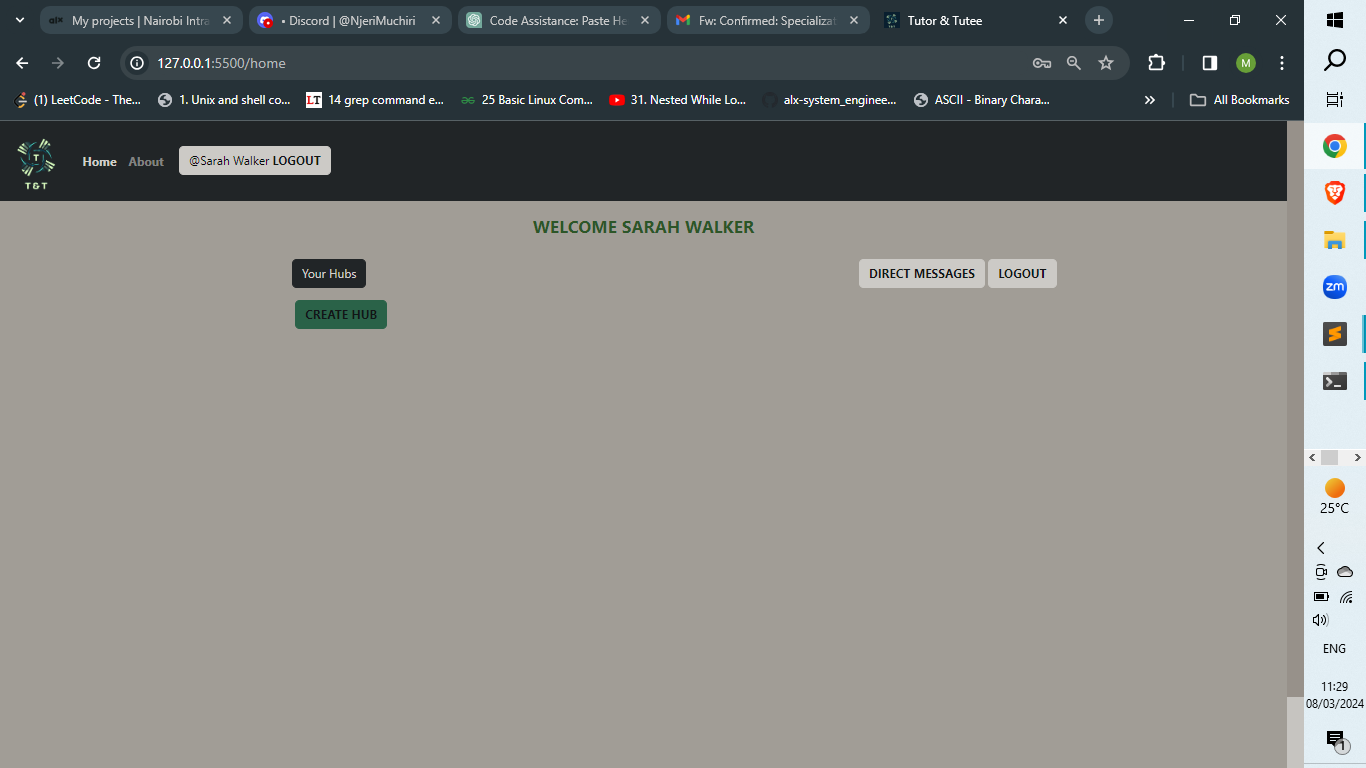 My projects | Nairobi Intra
• Discord | @NjeriMuchiri
Code Assistance: Paste He
Fw: Confirmed: Specializat
Tutor & Tutee
127.0.0.1:5500/home
M
(1) LeetCode - The...
1. Unix and shell co...
14 grep command e...
25 Basic Linux Com...
31. Nested While Lo...
alx-system_enginee...
ASCII - Binary Chara...
All Bookmarks
T&T
Home
About
@Sarah Walker LOGOUT
WELCOME SARAH WALKER
Your Hubs
DIRECT MESSAGES
LOGOUT
CREATE HUB
zm
25°C
ENG
11:29
08/03/2024
1